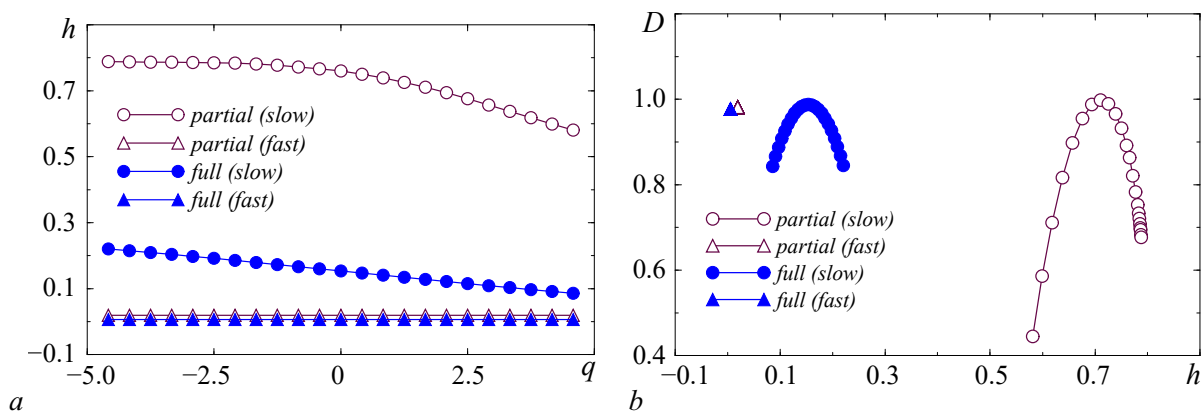 h
0.7
0.5
0.3
0.1
−0.1
−5.0 −2.5 0 2.5 q
partial (slow)
partial (fast)
full (slow)
full (fast)
a
D
1.0
0.8
0.6
0.4
−0.1 0.1 0.3 0.5 0.7 h
partial (slow)
partial (fast)
full (slow)
full (fast)
b